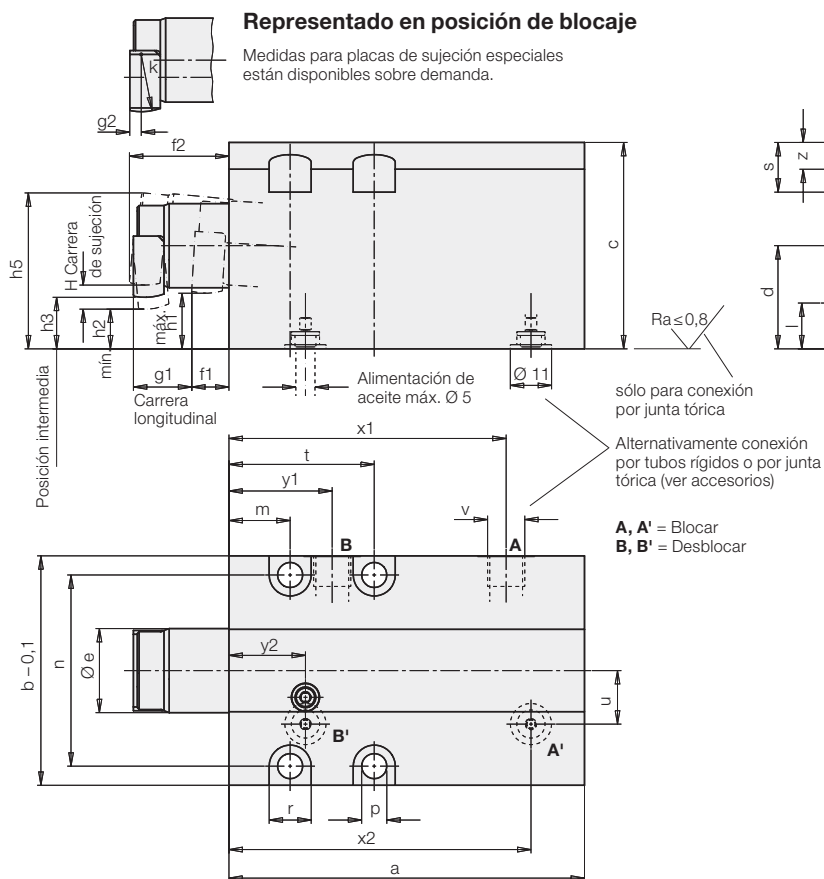 Representado en posición de blocaje
Medidas para placas de sujeción especiales
están disponibles sobre demanda.
k
g2
f2
s
z
c
d
l
h5
H Carrera
de sujeción
h3
h2
mín.
máx.
h1
g1
f1
Carrera
longitudinal
Posición intermedia
Alimentación de
aceite máx. Ø 5
Ø 11
Ra≤0,8
sólo para conexión
por junta tórica
Alternativamente conexión
por tubos rígidos o por junta
tórica (ver accesorios)
A, A' = Blocar
B, B' = Desblocar
x1
t
y1
m
v
B
A
b – 0,1
n
Ø e
y2
u
B'
A'
r
p
x2
a